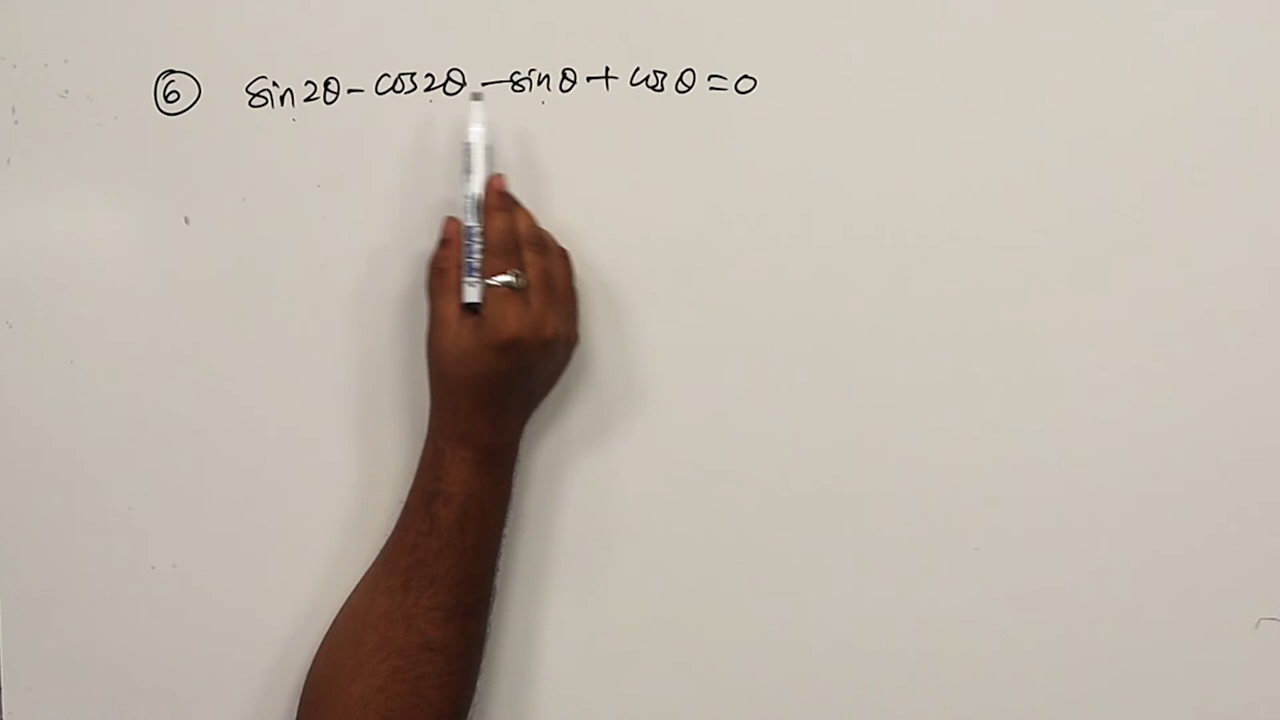 ⑥ sin2θ - cos2θ - sinθ + cosθ = 0